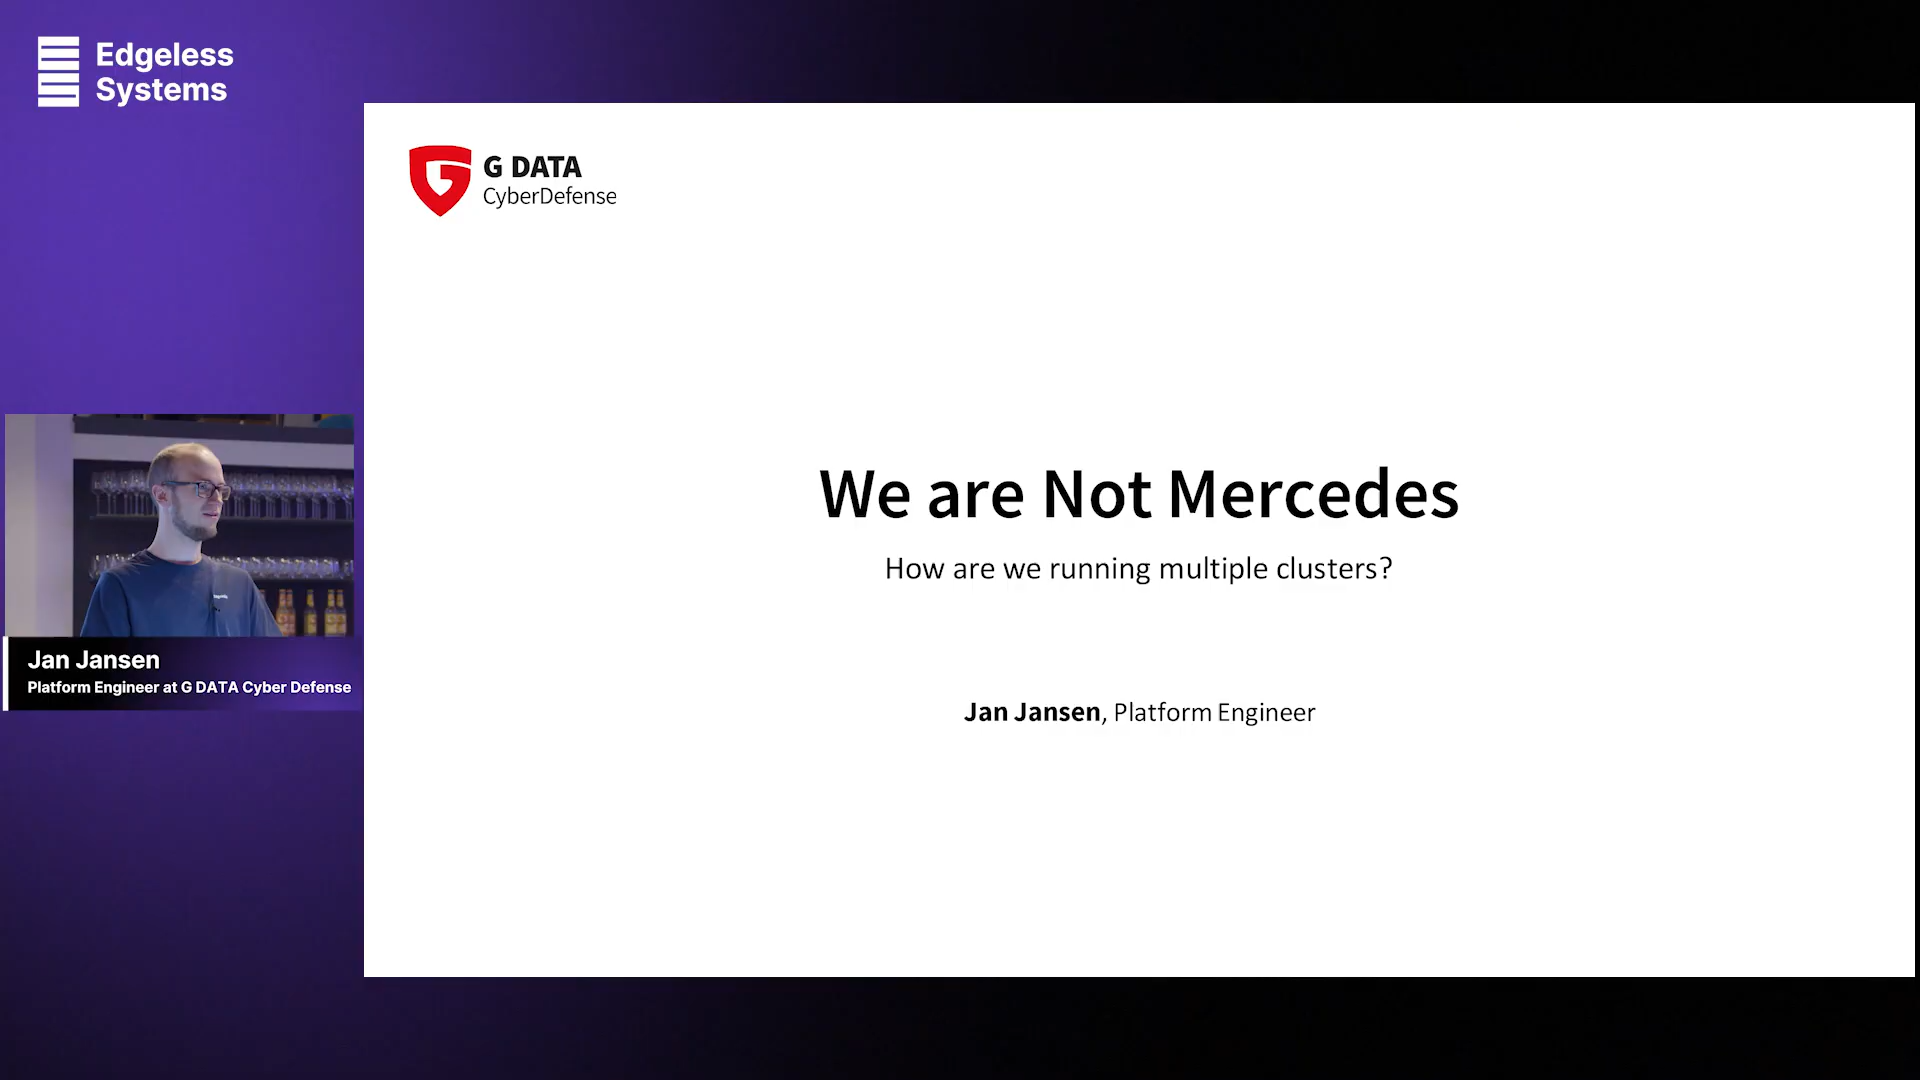 Edgeless
Systems
G DATA
CyberDefense
We are Not Mercedes
How are we running multiple clusters?
Jan Jansen, Platform Engineer
Jan Jansen
Platform Engineer at G DATA Cyber Defense